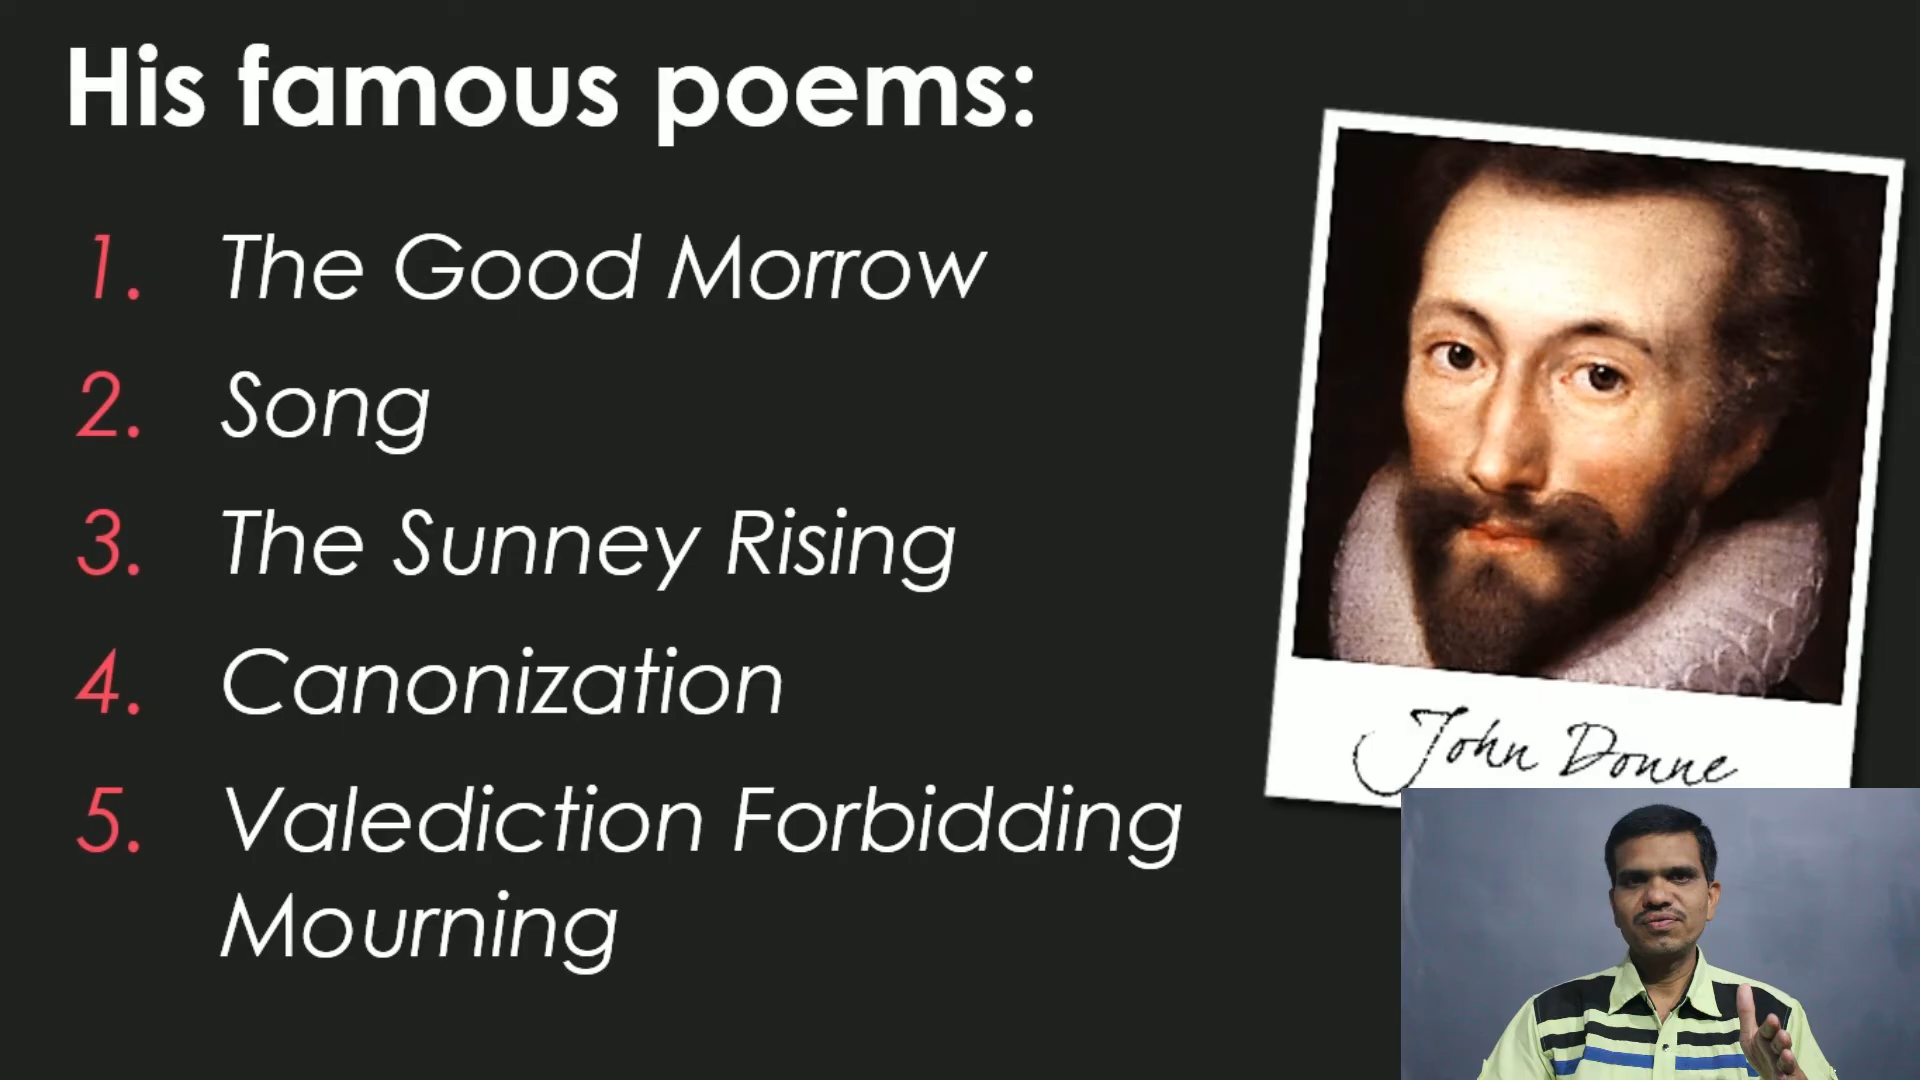 His famous poems:
1. The Good Morrow
2. Song
3. The Sunney Rising
4. Canonization
5. Valediction Forbidding
Mourning
John Donne